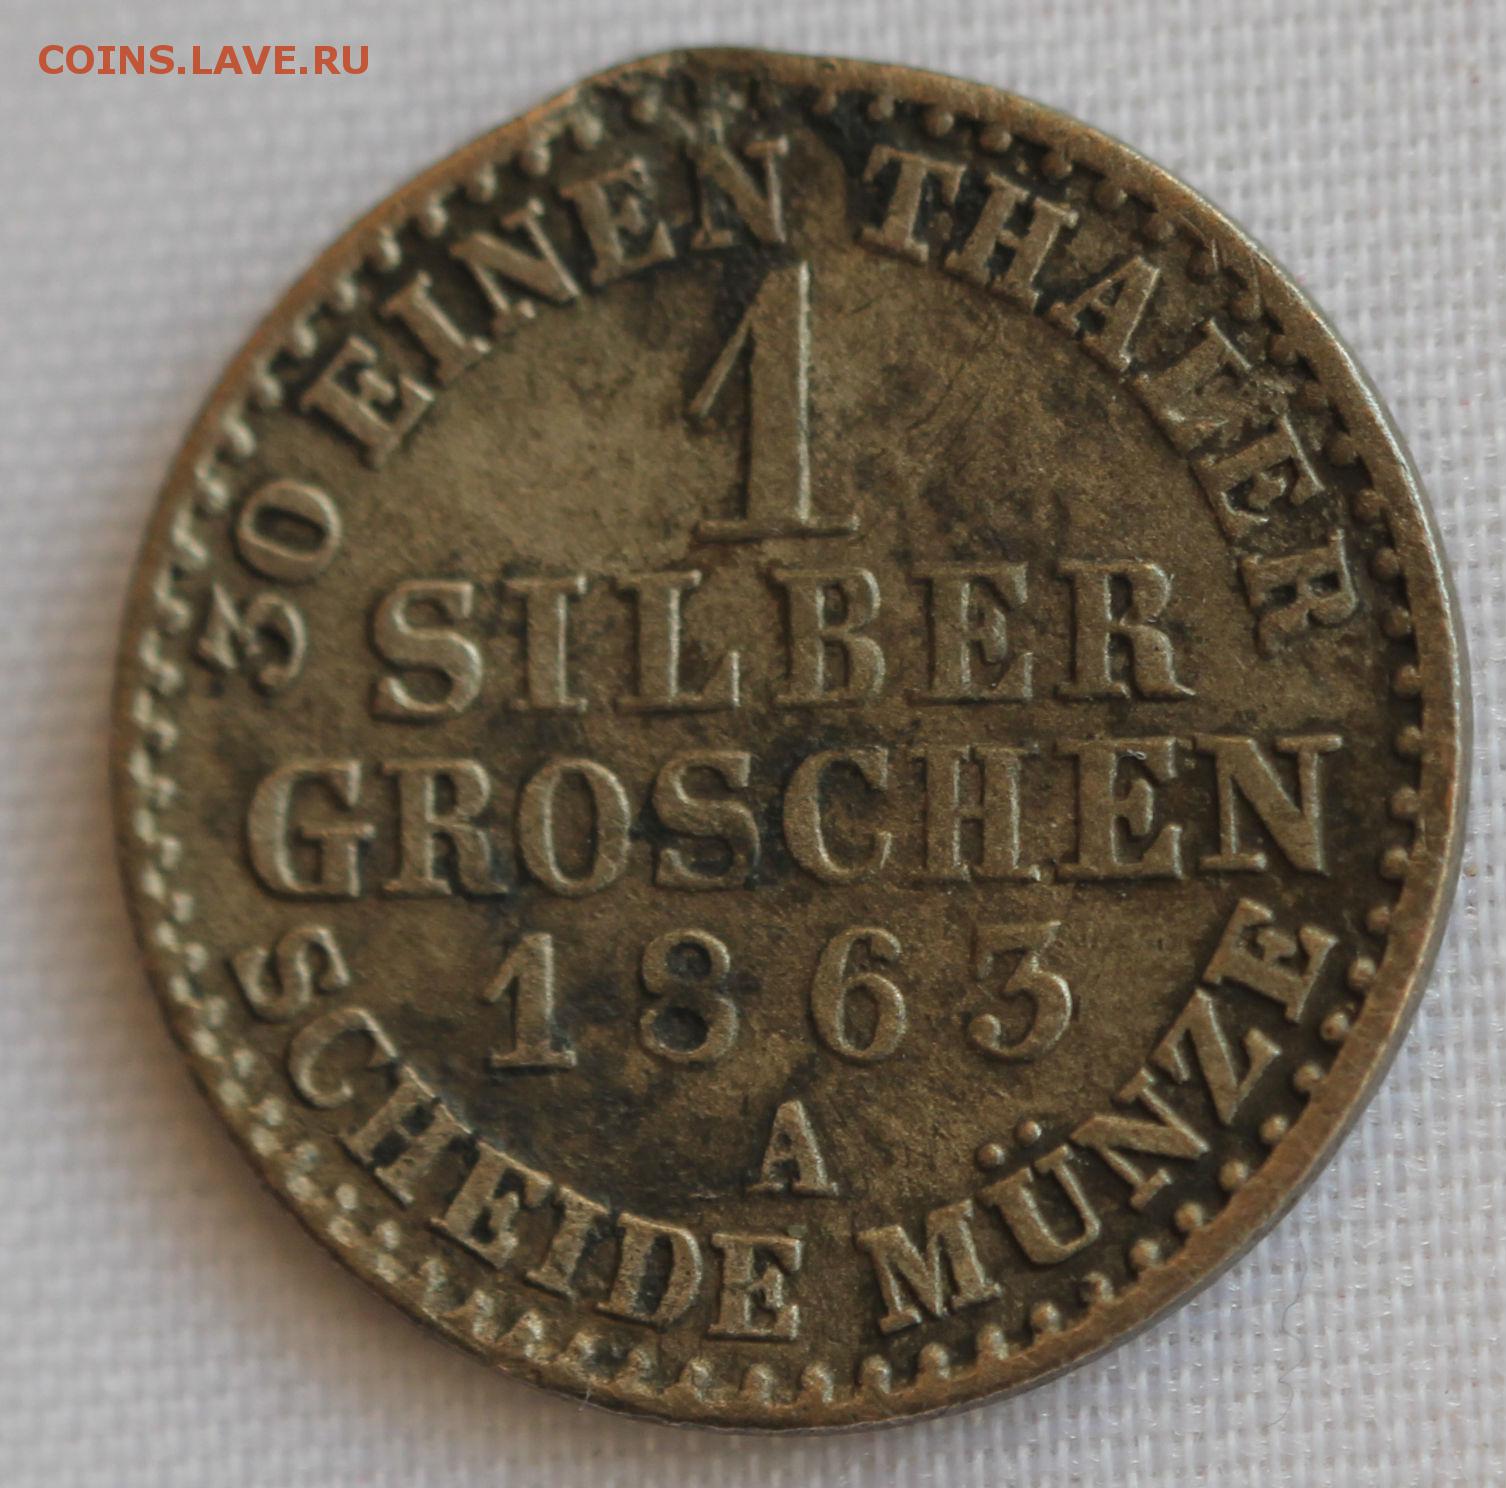 COINS.LAVE.RU
30 EINEN THALER
1
SILBER
GROSCHEN
1863
A
SCHEIDE MÜNZE